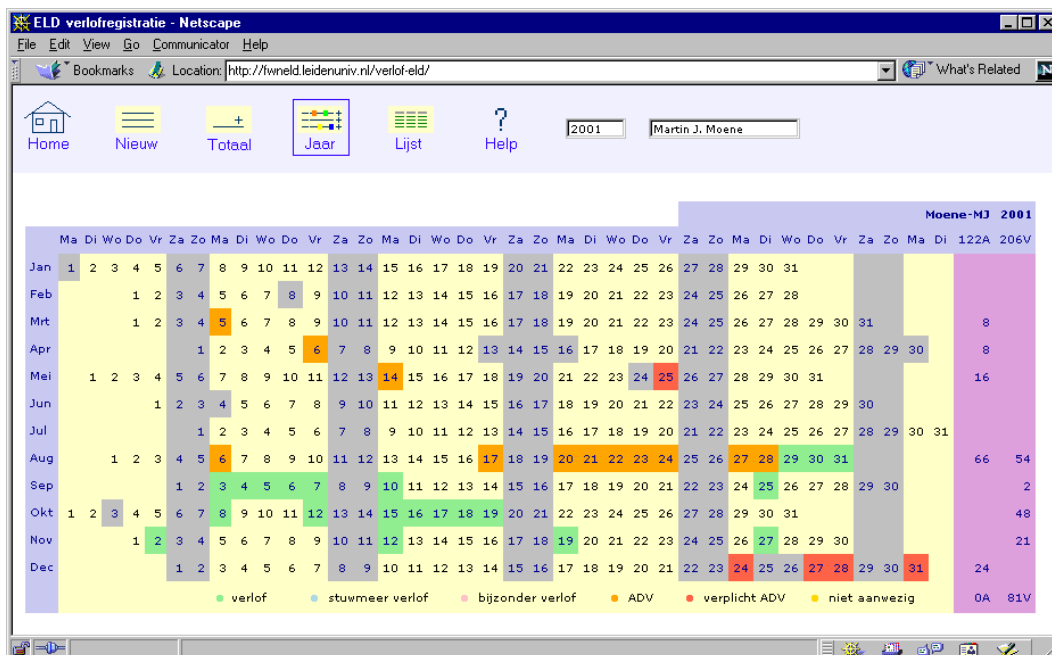 ELD verlofregistratie - Netscape
File Edit View Go Communicator Help
Bookmarks Location: http://fwneld.leidenuniv.nl/verlof-eld/ What's Related N
Home Nieuw Totaal Jaar Lijst ? Help 2001 Martin J. Moene
Moene-MJ 2001
Ma Di Wo Do Vr Za Zo Ma Di Wo Do Vr Za Zo Ma Di Wo Do Vr Za Zo Ma Di Wo Do Vr Za Zo Ma Di Wo Do Vr Za Zo Ma Di 122A 206V
Jan 1 2 3 4 5 6 7 8 9 10 11 12 13 14 15 16 17 18 19 20 21 22 23 24 25 26 27 28 29 30 31
Feb 1 2 3 4 5 6 7 8 9 10 11 12 13 14 15 16 17 18 19 20 21 22 23 24 25 26 27 28
Mrt 1 2 3 4 5 6 7 8 9 10 11 12 13 14 15 16 17 18 19 20 21 22 23 24 25 26 27 28 29 30 31 8
Apr 1 2 3 4 5 6 7 8 9 10 11 12 13 14 15 16 17 18 19 20 21 22 23 24 25 26 27 28 29 30 8
Mei 1 2 3 4 5 6 7 8 9 10 11 12 13 14 15 16 17 18 19 20 21 22 23 24 25 26 27 28 29 30 31 16
Jun 1 2 3 4 5 6 7 8 9 10 11 12 13 14 15 16 17 18 19 20 21 22 23 24 25 26 27 28 29 30
Jul 1 2 3 4 5 6 7 8 9 10 11 12 13 14 15 16 17 18 19 20 21 22 23 24 25 26 27 28 29 30 31
Aug 1 2 3 4 5 6 7 8 9 10 11 12 13 14 15 16 17 18 19 20 21 22 23 24 25 26 27 28 29 30 31 66 54
Sep 1 2 3 4 5 6 7 8 9 10 11 12 13 14 15 16 17 18 19 20 21 22 23 24 25 26 27 28 29 30 2
Okt 1 2 3 4 5 6 7 8 9 10 11 12 13 14 15 16 17 18 19 20 21 22 23 24 25 26 27 28 29 30 31 48
Nov 1 2 3 4 5 6 7 8 9 10 11 12 13 14 15 16 17 18 19 20 21 22 23 24 25 26 27 28 29 30 21
Dec 1 2 3 4 5 6 7 8 9 10 11 12 13 14 15 16 17 18 19 20 21 22 23 24 25 26 27 28 29 30 31 24
verlof stuwmeer verlof bijzonder verlof ADV verplicht ADV niet aanwezig 0A 81V